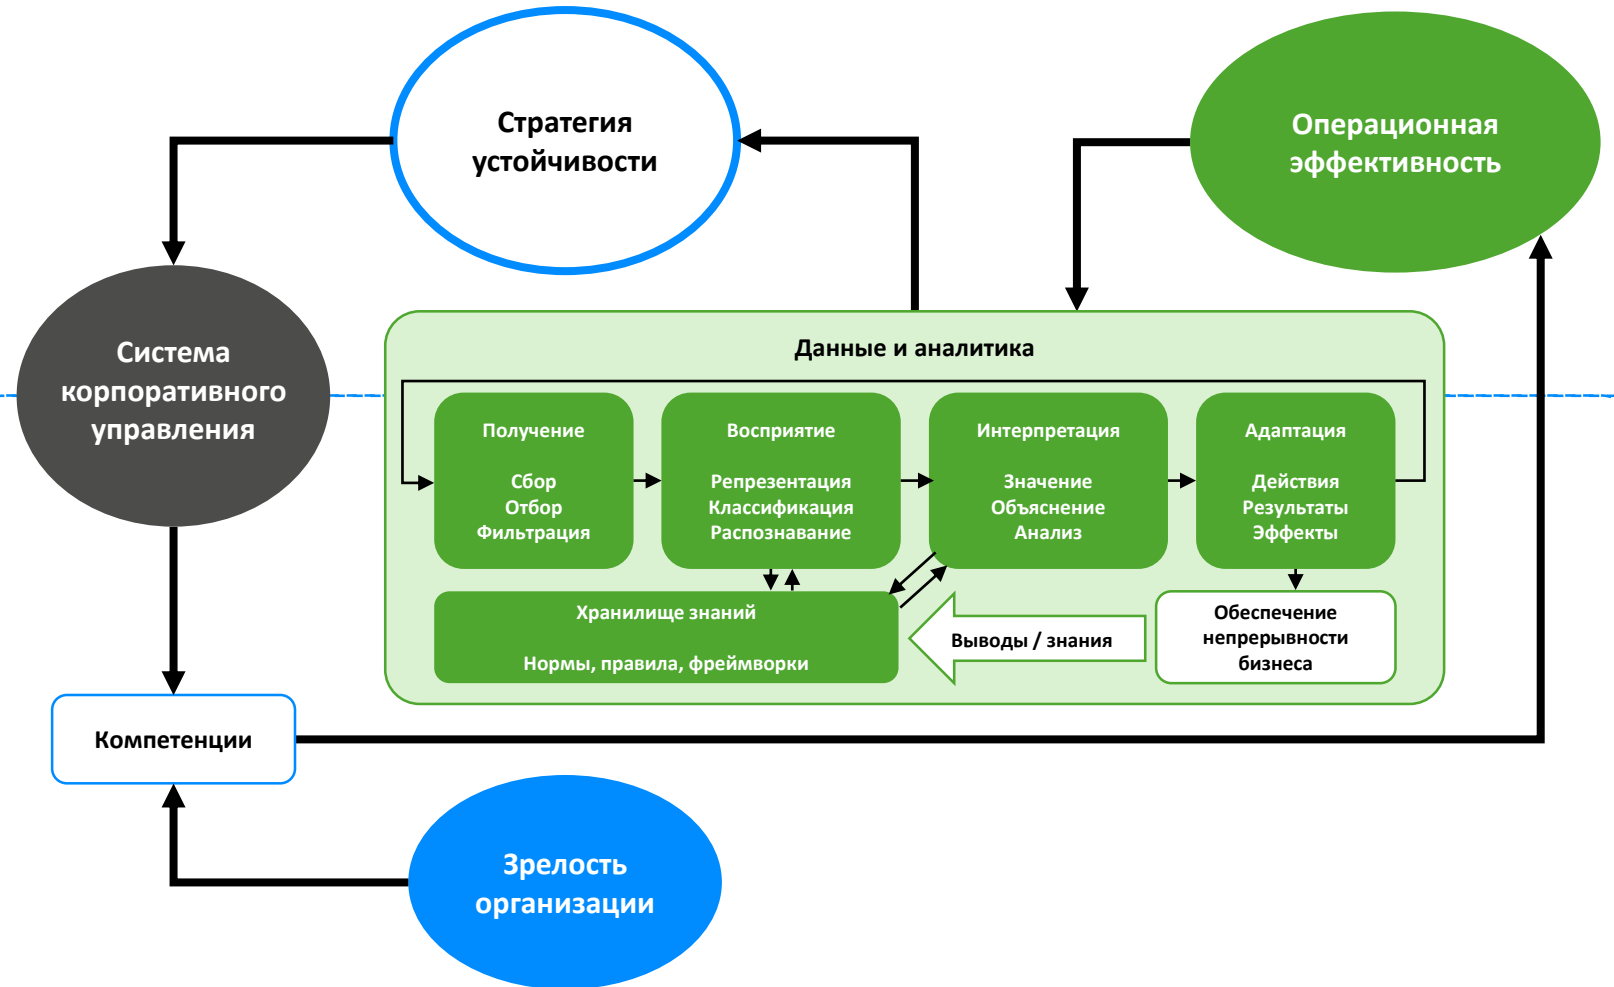 Стратегия
устойчивости
Операционная
эффективность
Система
корпоративного
управления
Данные и аналитика
Получение
Сбор
Отбор
Фильтрация
Восприятие
Репрезентация
Классификация
Распознавание
Интерпретация
Значение
Объяснение
Анализ
Адаптация
Действия
Результаты
Эффекты
Хранилище знаний
Нормы, правила, фреймворки
Выводы / знания
Обеспечение
непрерывности
бизнеса
Компетенции
Зрелость
организации